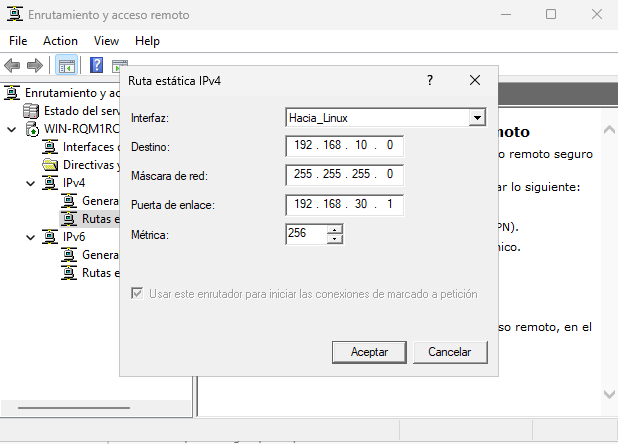 Enrutamiento y acceso remoto
File Action View Help
Enrutamiento y ac
Estado del serv
WIN-RQM1RC
Interfaces d
Directivas y
IPv4
Genera
Rutas e
IPv6
Genera
Rutas e
Ruta estática IPv4
Interfaz: Hacia_Linux
Destino: 192 . 168 . 10 . 0
Máscara de red: 255 . 255 . 255 . 0
Puerta de enlace: 192 . 168 . 30 . 1
Métrica: 256
Usar este enrutador para iniciar las conexiones de marcado a petición
Aceptar Cancelar
moto
o remoto seguro
ar lo siguiente:
PN).
nico.
so remoto, en el